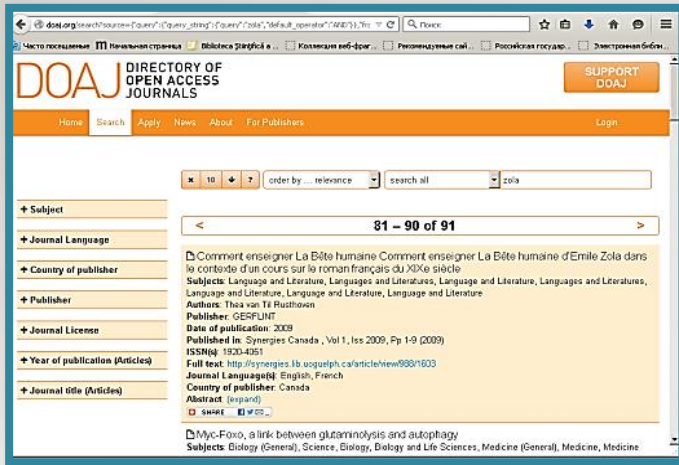 doaj.org/search?source={"query":{"query_string":{"query":"zola","default_operator":"AND"}},"frc
Поиск
Часто посещаемые Начальная страница Biblioteca Științifică a ... Коллекция веб-фраг... Рекомендуемые сай... Российская государ... Электронная библи...
DOAJ DIRECTORY OF OPEN ACCESS JOURNALS
SUPPORT DOAJ
Home Search Apply News About For Publishers Login
10 ? order by ... relevance search all zola
+ Subject
+ Journal Language
+ Country of publisher
+ Publisher
+ Journal License
+ Year of publication (Articles)
+ Journal title (Articles)
< 81 – 90 of 91 >
Comment enseigner La Bête humaine Comment enseigner La Bête humaine d'Emile Zola dans
le contexte d'un cours sur le roman français du XIXe siècle
Subjects: Language and Literature, Languages and Literatures, Language and Literature, Languages and Literatures,
Language and Literature, Language and Literature, Language and Literature
Authors: Thea van Til Rusthoven
Publisher: GERFLINT
Date of publication: 2009
Published in: Synergies Canada , Vol 1, Iss 2009, Pp 1-9 (2009)
ISSN(s): 1920-4051
Full text: http://synergies.lib.uoguelph.ca/article/view/988/1603
Journal Language(s): English, French
Country of publisher: Canada
Abstract (expand)
SHARE
Myc-Foxo, a link between glutaminolysis and autophagy
Subjects: Biology (General), Science, Biology, Biology and Life Sciences, Medicine (General), Medicine, Medicine